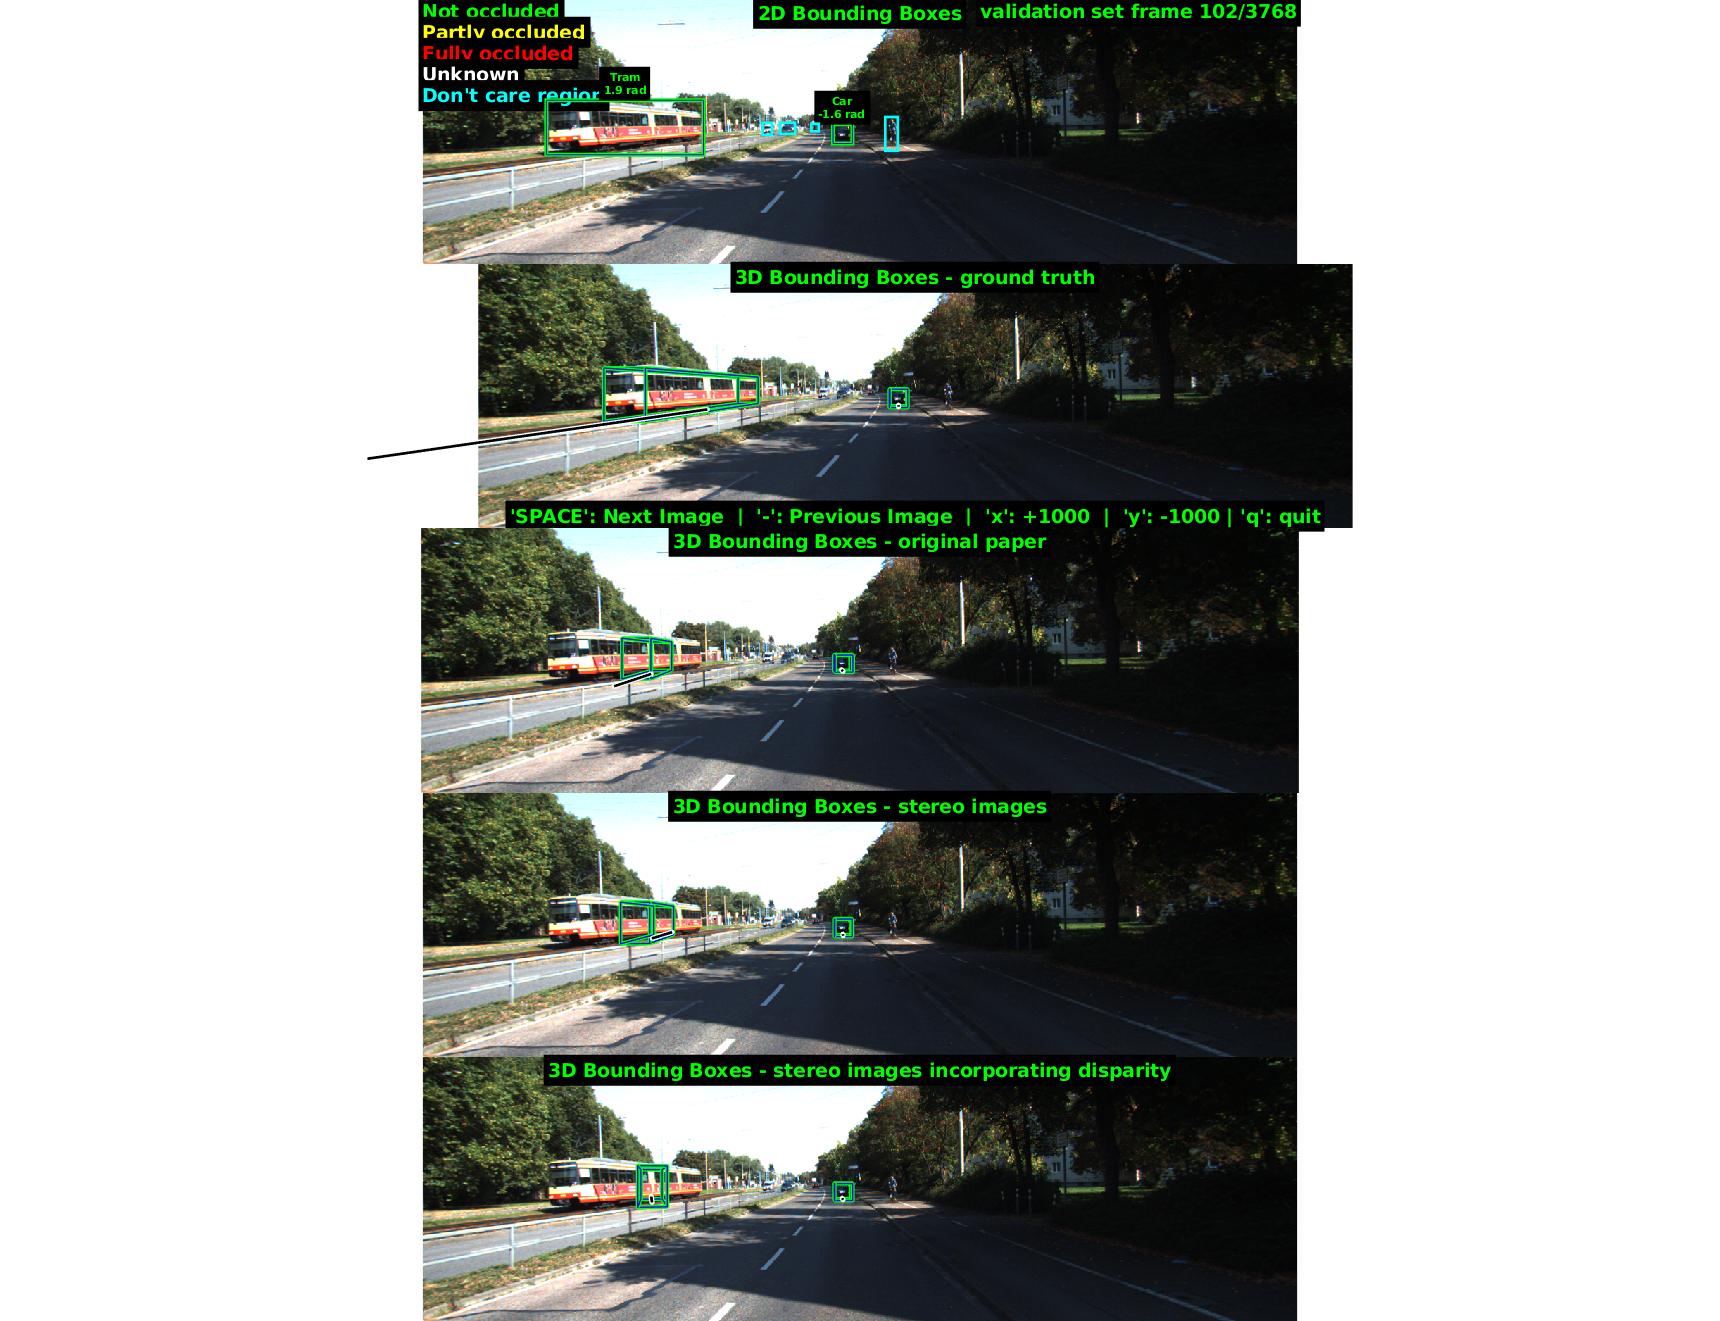 Not occluded
2D Bounding Boxes
validation set frame 102/3768
Partly occluded
Fully occluded
Unknown
Don't care region
Tram
1.9 rad
Car
-1.6 rad
3D Bounding Boxes - ground truth
'SPACE': Next Image | '-': Previous Image | 'x': +1000 | 'y': -1000 | 'q': quit
3D Bounding Boxes - original paper
3D Bounding Boxes - stereo images
3D Bounding Boxes - stereo images incorporating disparity